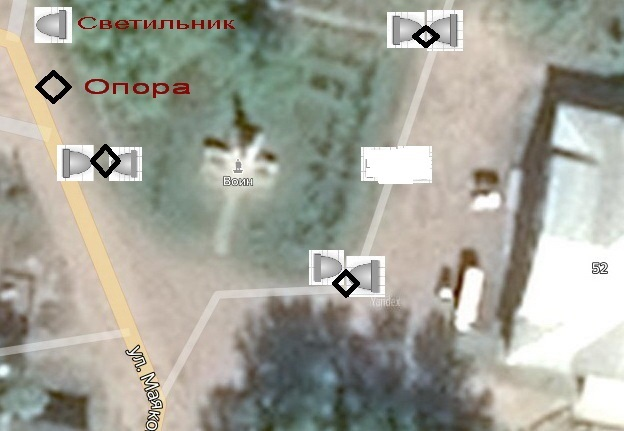 Светильник
Опора
Воин
52
Yandex
ул. Маяко